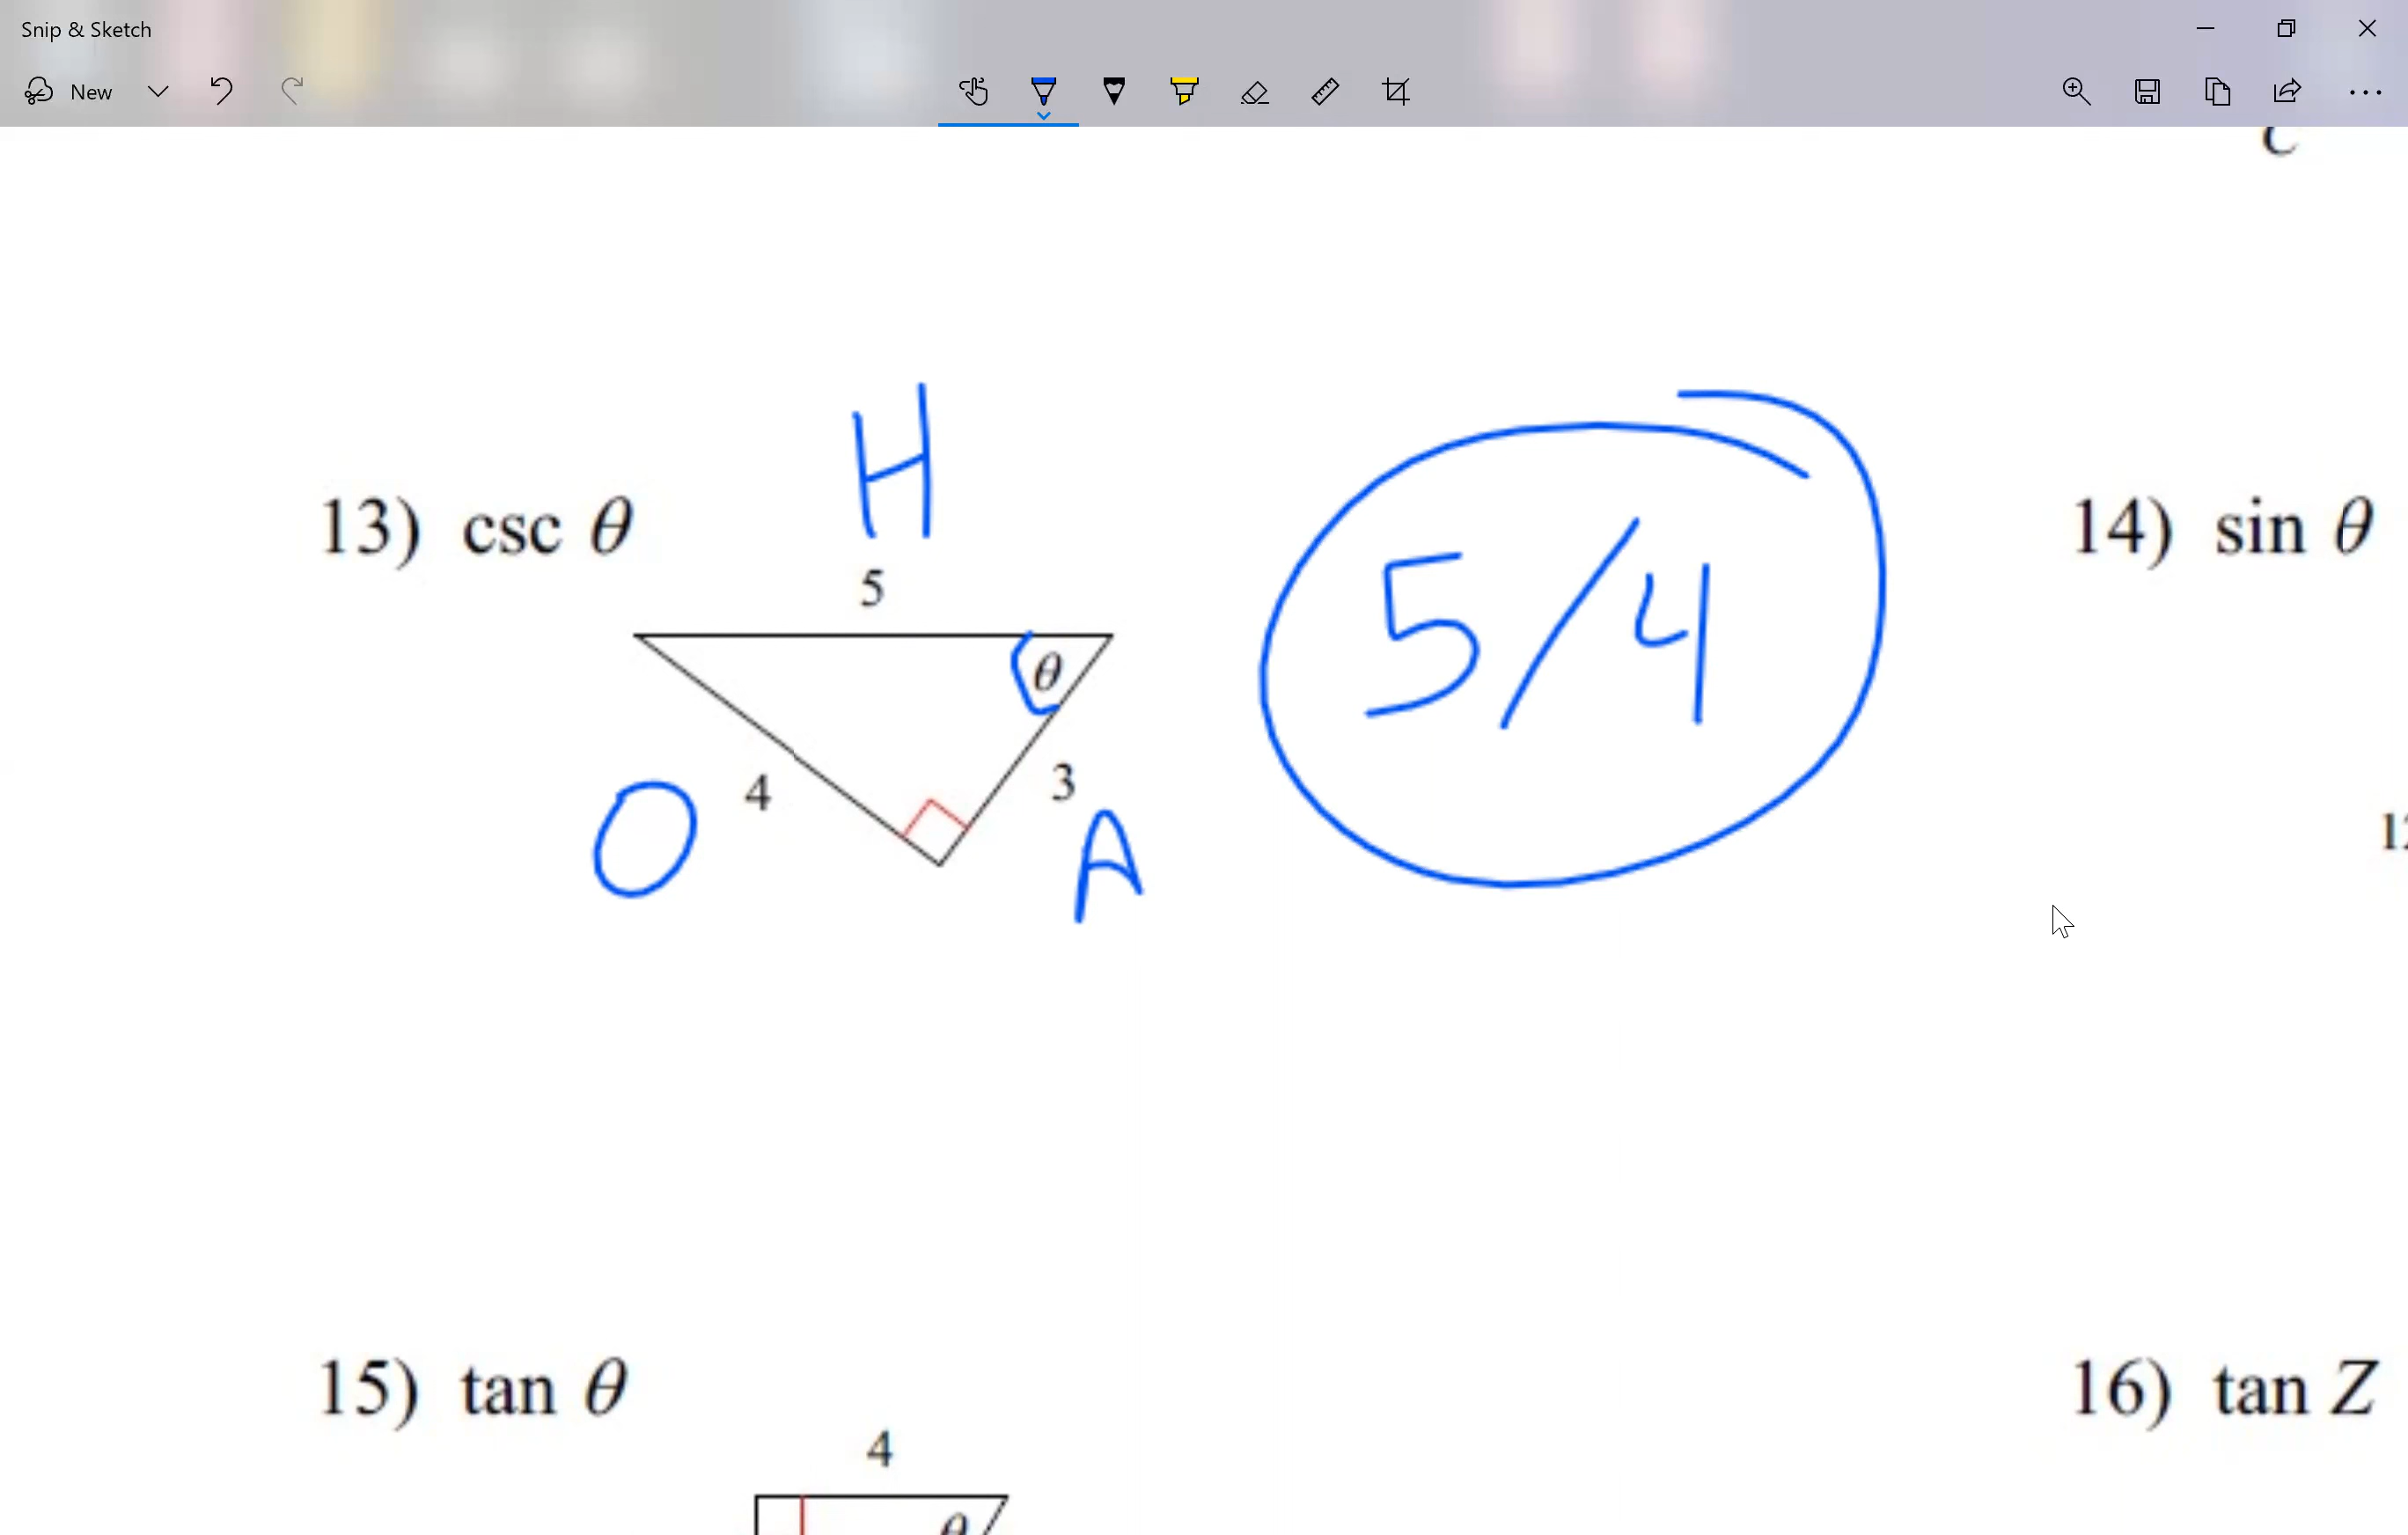 Snip & Sketch
New
C
H
13) csc θ
14) sin θ
5
5/4
θ
4
3
O
A
15) tan θ
16) tan Z
4
θ